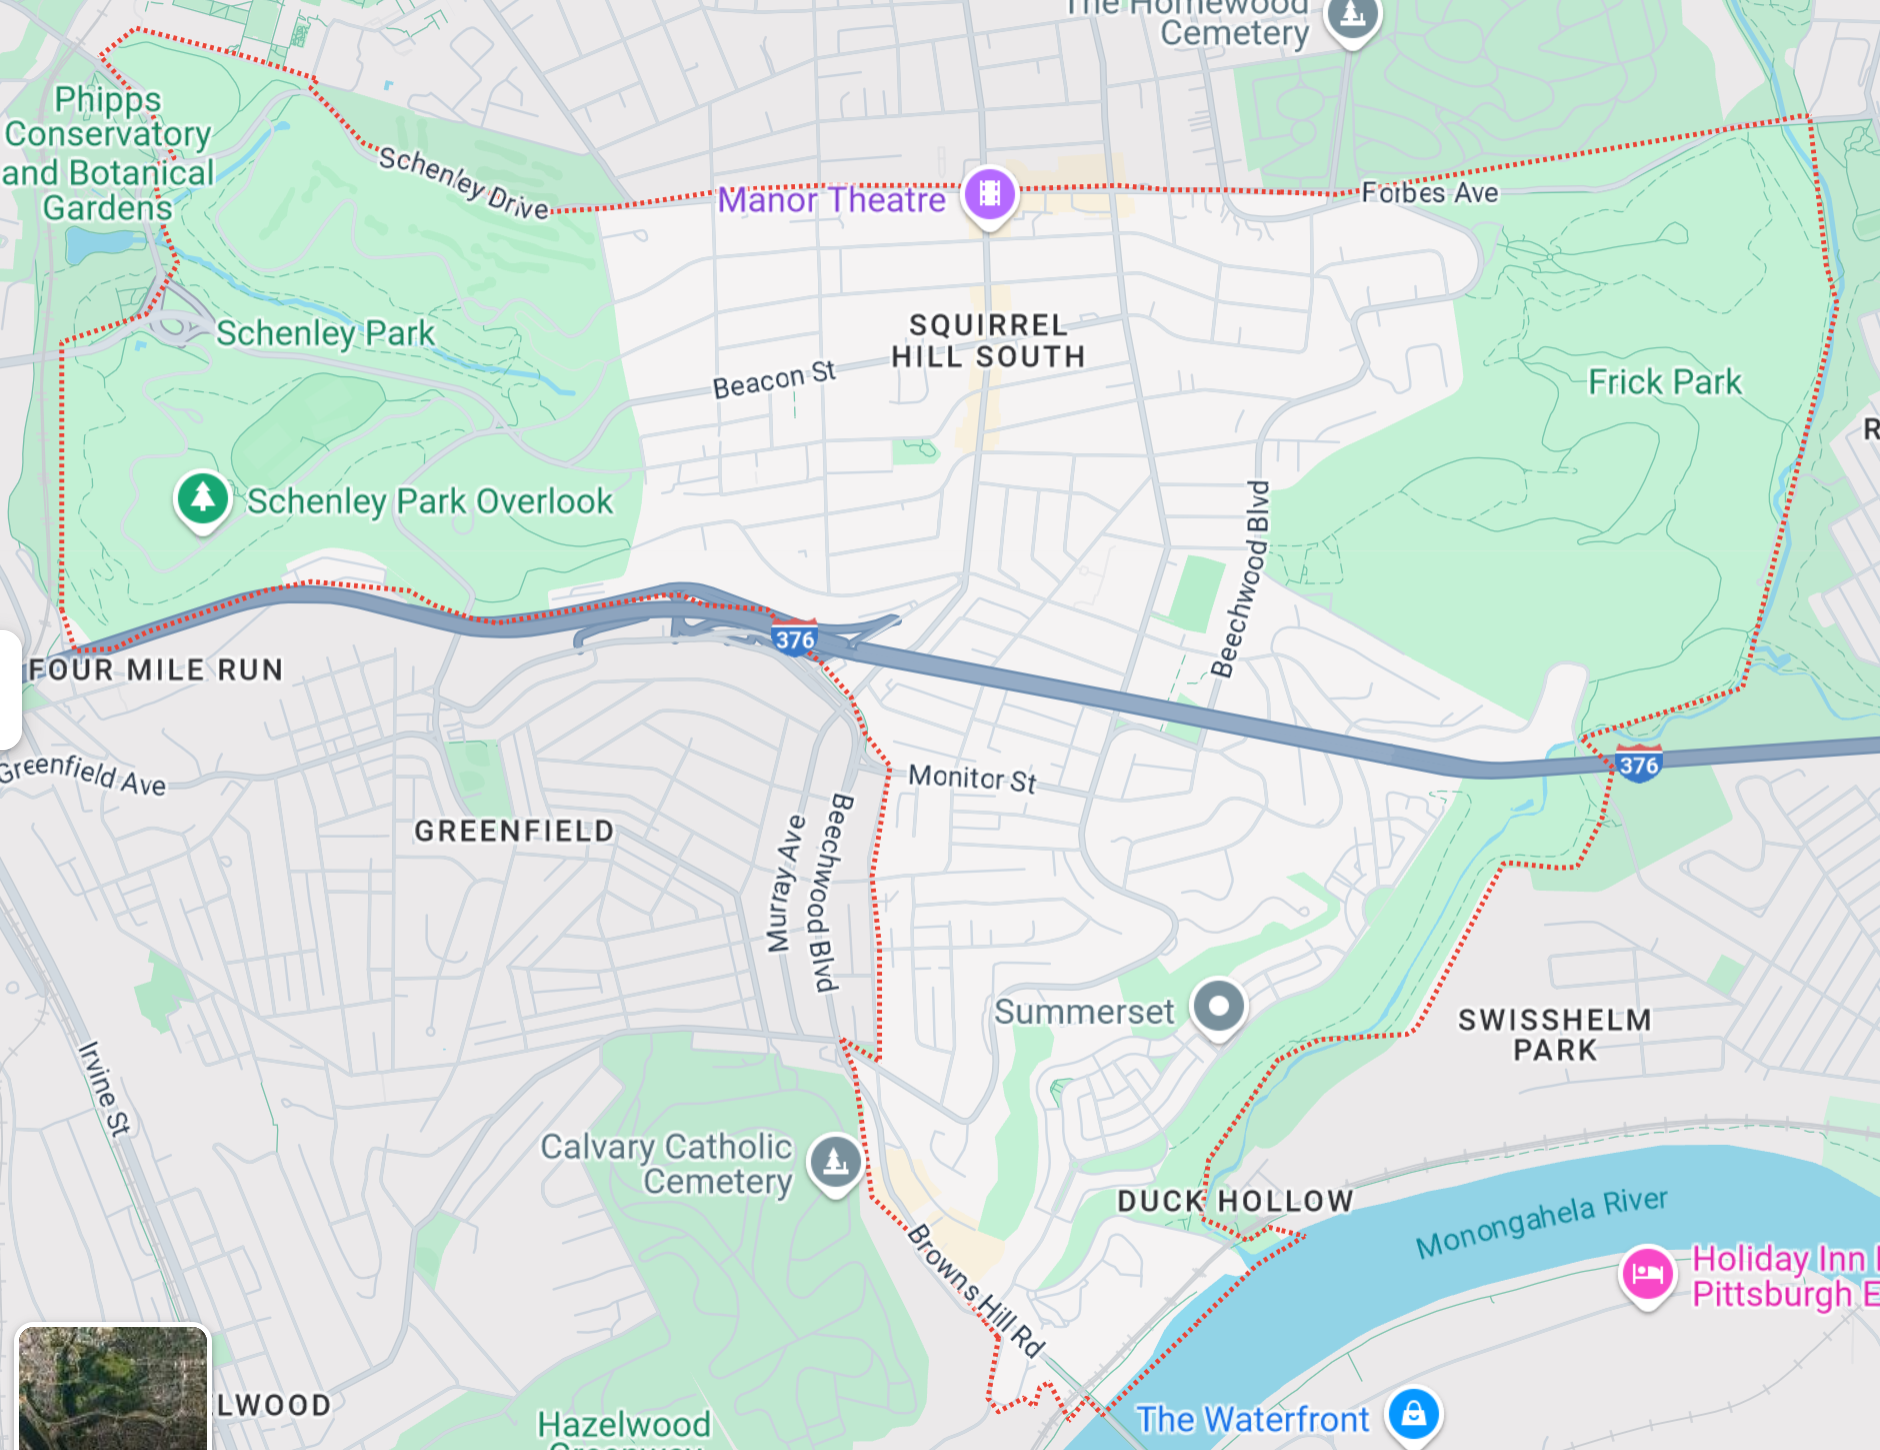 The Homewood
Cemetery
Phipps
Conservatory
and Botanical
Gardens
Schenley Drive
Manor Theatre
Forbes Ave
SQUIRREL
HILL SOUTH
Schenley Park
Beacon St
Frick Park
R
Schenley Park Overlook
Beechwood Blvd
376
FOUR MILE RUN
376
Greenfield Ave
Monitor St
GREENFIELD
Murray Ave
Beechwood Blvd
Summerset
SWISSHELM
PARK
Irvine St
Calvary Catholic
Cemetery
DUCK HOLLOW
Monongahela River
Browns Hill Rd
Holiday Inn
Pittsburgh E
LWOOD
The Waterfront
Hazelwood
Greenway